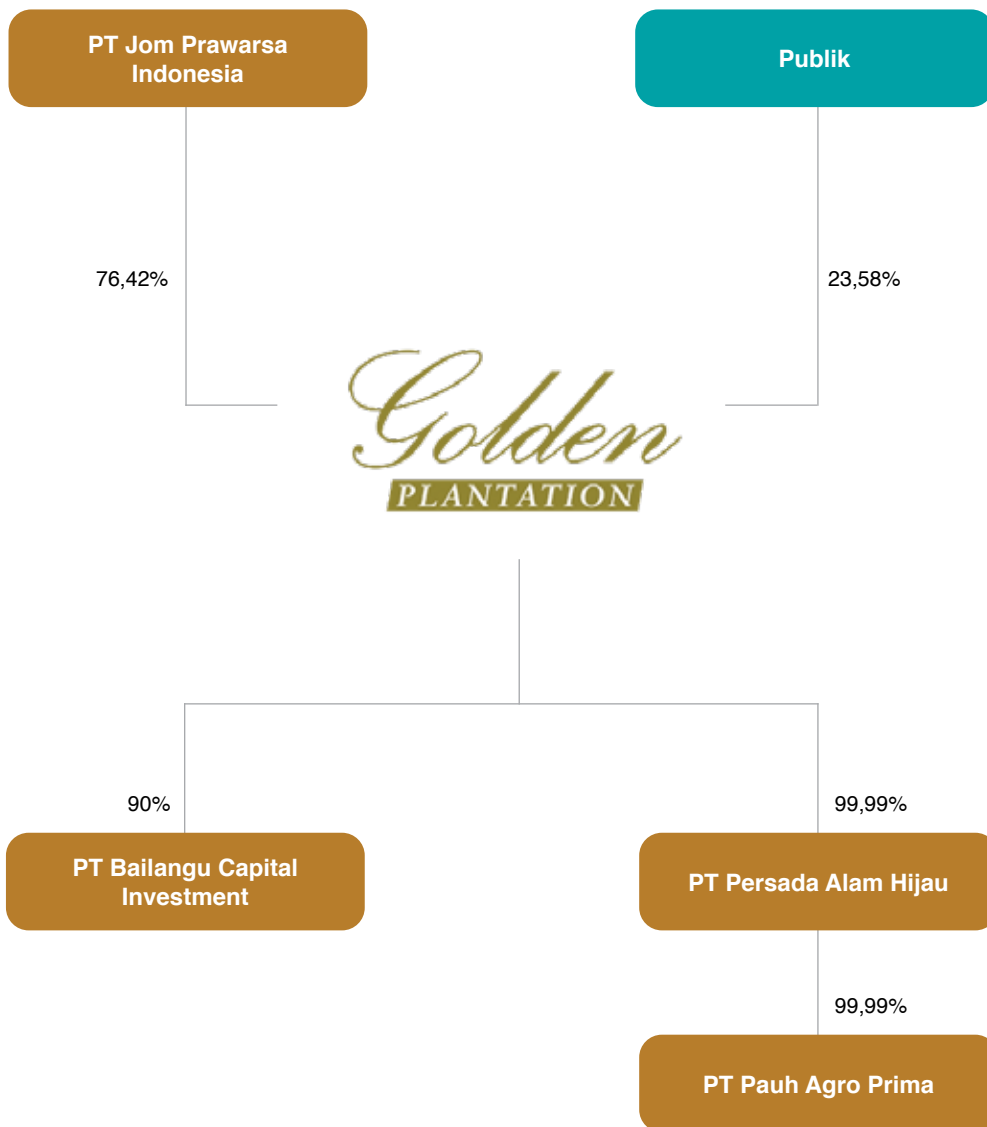 PT Jom Prawarsa
Indonesia
Publik
76,42%
23,58%
Golden
PLANTATION
90%
99,99%
PT Bailangu Capital
Investment
PT Persada Alam Hijau
99,99%
PT Pauh Agro Prima